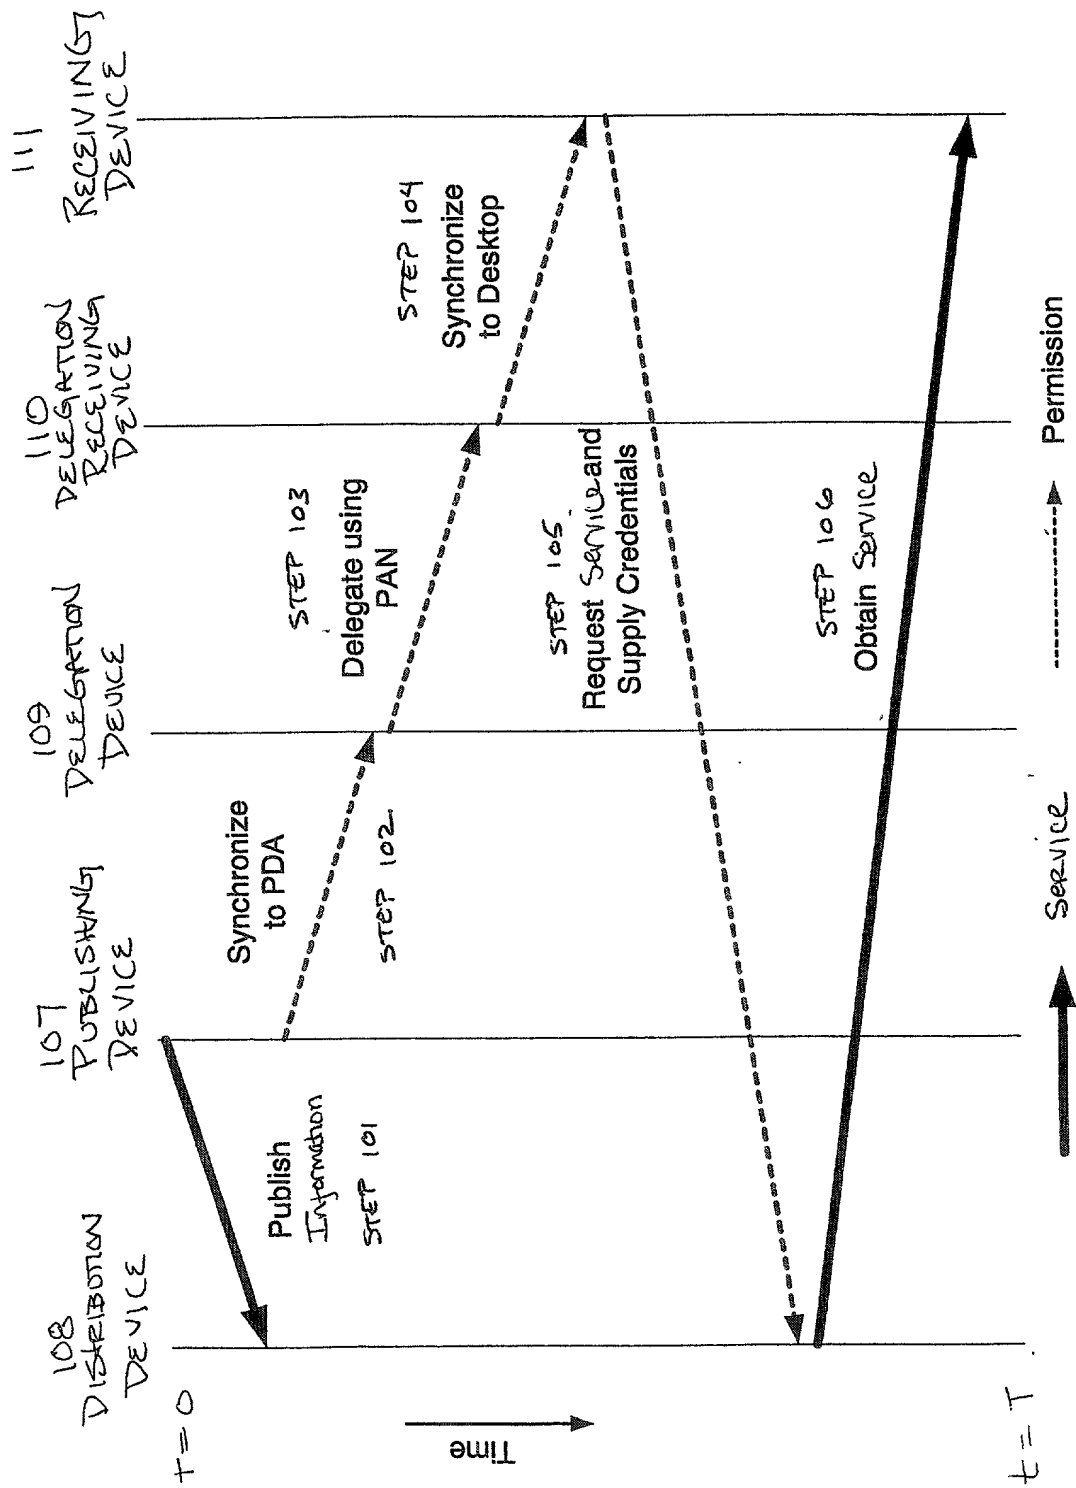 108
DISTRIBUTION
DEVICE
107
PUBLISHING
DEVICE
109
DELEGATION
DEVICE
110
DELEGATION
RECEIVING
DEVICE
111
RECEIVING
DEVICE
t=0
Time
t=T
Publish
Information
STEP 101
Synchronize
to PDA
STEP 102
STEP 103
Delegate using
PAN
STEP 104
Synchronize
to Desktop
STEP 105
Request Service and
Supply Credentials
STEP 106
Obtain Service
Service
Permission